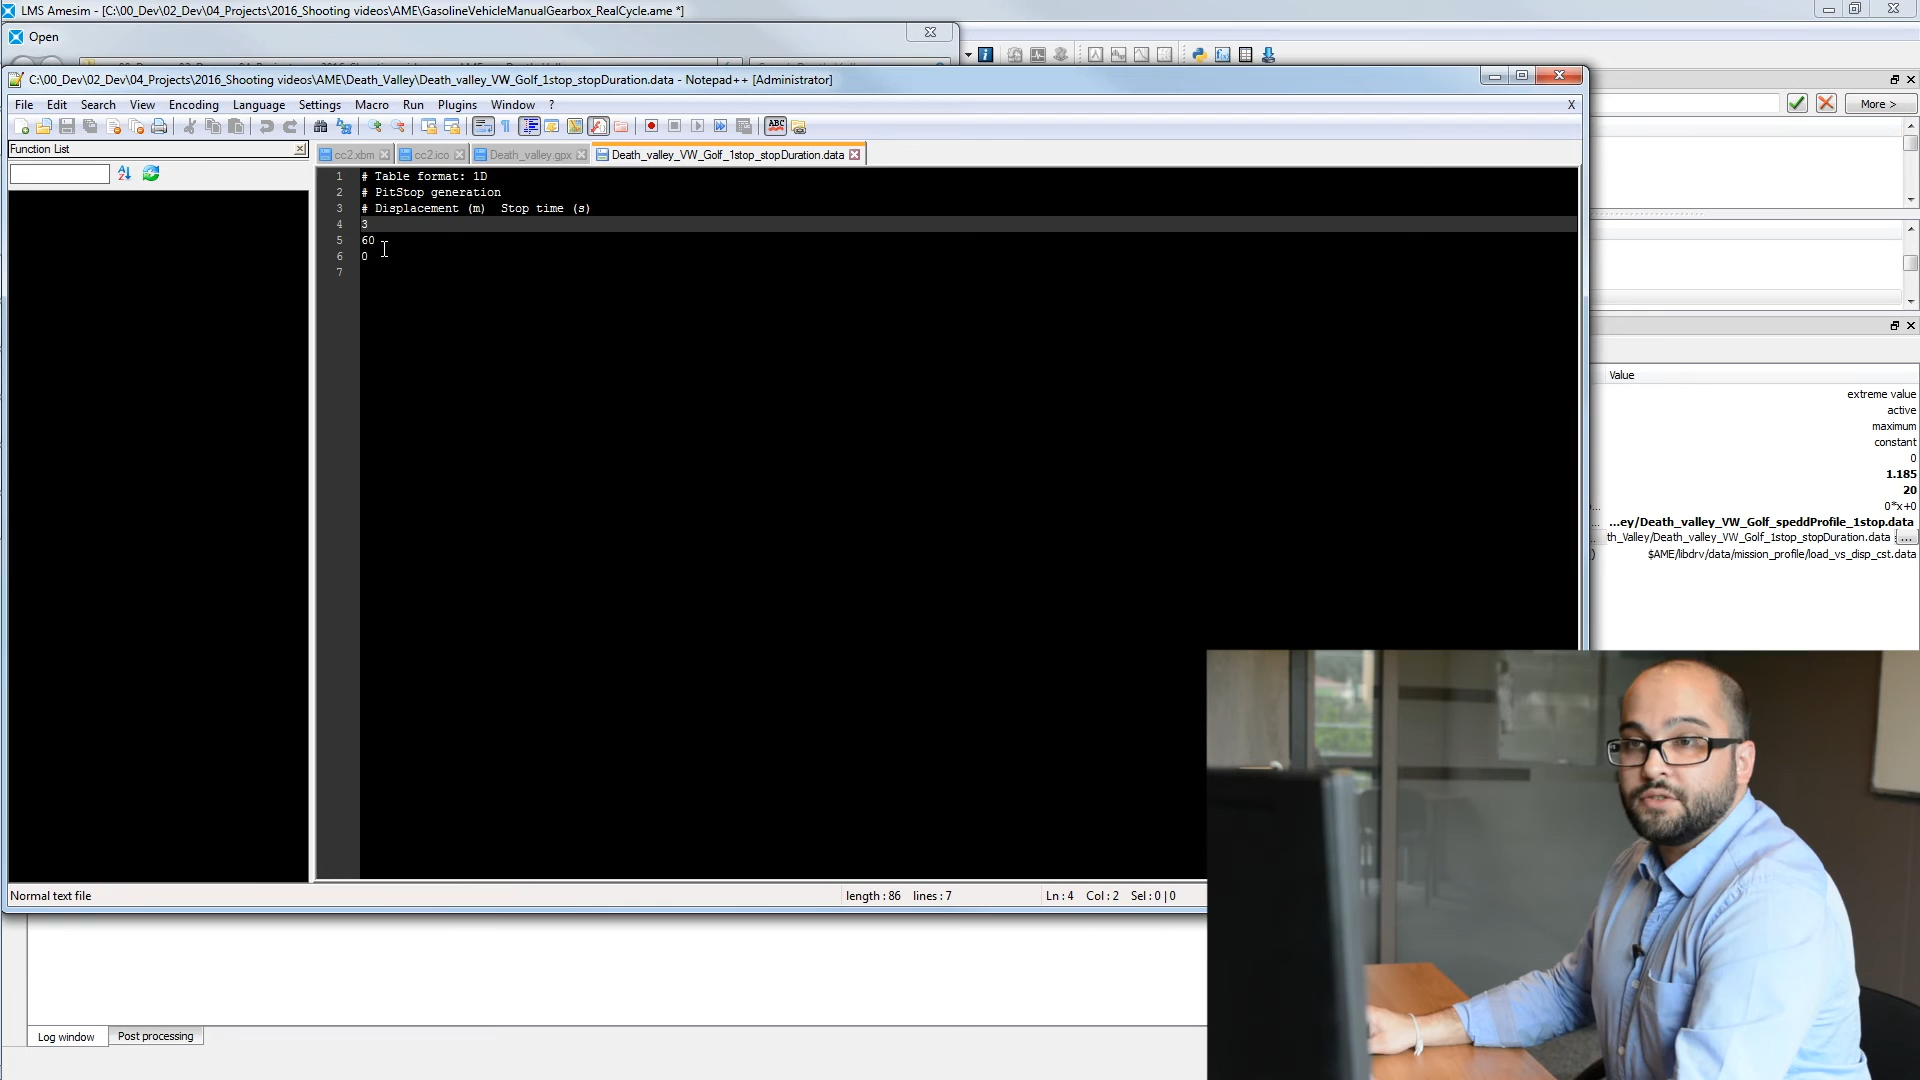 LMS Amesim - [C:\00_Dev\02_Dev\04_Projects\2016_Shooting videos\AME\GasolineVehicleManualGearbox_RealCycle.ame *]
Open
C:\00_Dev\02_Dev\04_Projects\2016_Shooting videos\AME\Death_Valley\Death_valley_VW_Golf_1stop_stopDuration.data - Notepad++ [Administrator]
File Edit Search View Encoding Language Settings Macro Run Plugins Window ? X
More >
Function List
cc2.xbm cc2.ico Death_valley.gpx Death_valley_VW_Golf_1stop_stopDuration.data
1 # Table format: 1D
2 # PitStop generation
3 # Displacement (m) Stop time (s)
4 3
5 60
6 0
7
Value
extreme value
active
maximum
constant
0
1.185
20
0*x+0
...ey/Death_valley_VW_Golf_speddProfile_1stop.data
th_Valley/Death_valley_VW_Golf_1stop_stopDuration.data ...
$AME/libdrv/data/mission_profile/load_vs_disp_cst.data
Normal text file length : 86 lines : 7 Ln : 4 Col : 2 Sel : 0 | 0
Log window Post processing